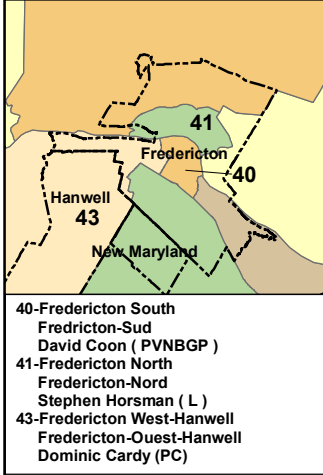 41
Fredericton
40
Hanwell
43
New Maryland
40-Fredericton South
Fredricton-Sud
David Coon ( PVNBGP )
41-Fredericton North
Fredericton-Nord
Stephen Horsman ( L )
43-Fredericton West-Hanwell
Fredericton-Ouest-Hanwell
Dominic Cardy (PC)